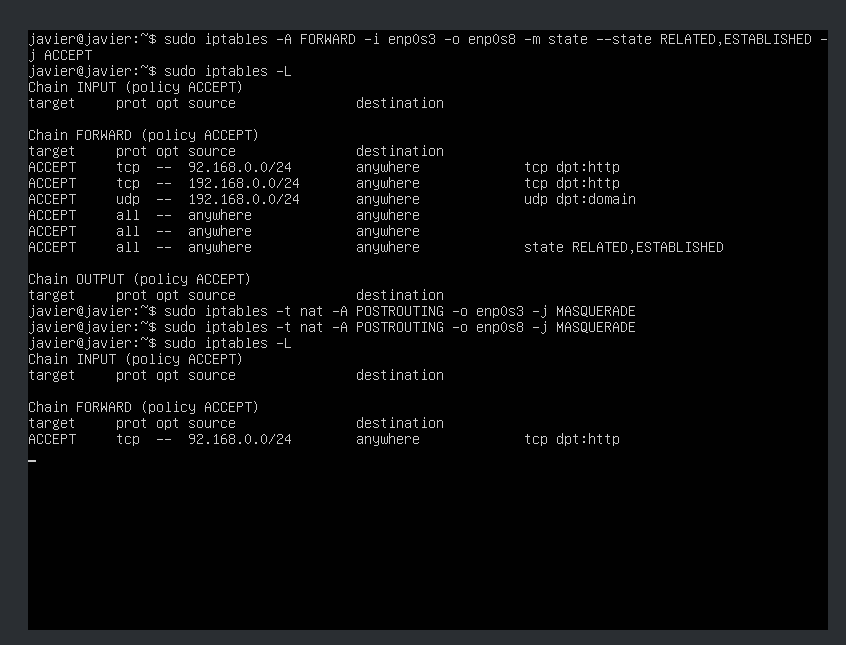 javier@javier:~$ sudo iptables -A FORWARD -i enp0s3 -o enp0s8 -m state --state RELATED,ESTABLISHED -
j ACCEPT
javier@javier:~$ sudo iptables -L
Chain INPUT (policy ACCEPT)
target     prot opt source               destination
Chain FORWARD (policy ACCEPT)
target     prot opt source               destination
ACCEPT     tcp  --  92.168.0.0/24        anywhere             tcp dpt:http
ACCEPT     tcp  --  192.168.0.0/24       anywhere             tcp dpt:http
ACCEPT     udp  --  192.168.0.0/24       anywhere             udp dpt:domain
ACCEPT     all  --  anywhere             anywhere
ACCEPT     all  --  anywhere             anywhere
ACCEPT     all  --  anywhere             anywhere             state RELATED,ESTABLISHED
Chain OUTPUT (policy ACCEPT)
target     prot opt source               destination
javier@javier:~$ sudo iptables -t nat -A POSTROUTING -o enp0s3 -j MASQUERADE
javier@javier:~$ sudo iptables -t nat -A POSTROUTING -o enp0s8 -j MASQUERADE
javier@javier:~$ sudo iptables -L
Chain INPUT (policy ACCEPT)
target     prot opt source               destination
Chain FORWARD (policy ACCEPT)
target     prot opt source               destination
ACCEPT     tcp  --  92.168.0.0/24        anywhere             tcp dpt:http